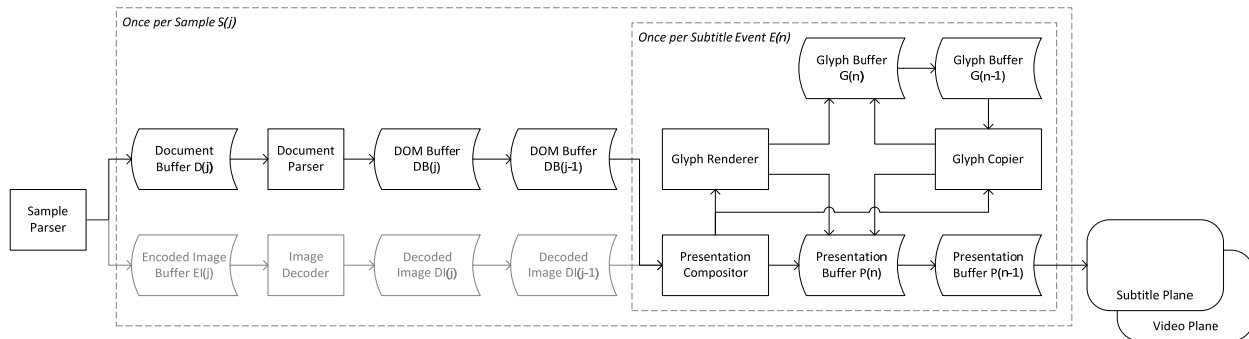 Once per Sample S(j)
Once per Subtitle Event E(n)
Glyph Buffer
G(n)
Glyph Buffer
G(n-1)
Document
Buffer D(j)
Document
Parser
DOM Buffer
DB(j)
DOM Buffer
DB(j-1)
Glyph Renderer
Glyph Copier
Sample
Parser
Encoded Image
Buffer EI(j)
Image
Decoder
Decoded
Image DI(j)
Decoded
Image DI(j-1)
Presentation
Compositor
Presentation
Buffer P(n)
Presentation
Buffer P(n-1)
Subtitle Plane
Video Plane